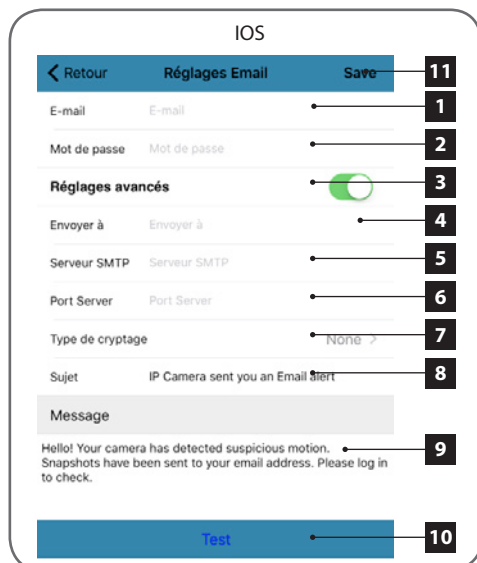 IOS
Retour Réglages Email Save 11
E-mail E-mail 1
Mot de passe Mot de passe 2
Réglages avancés 3
Envoyer à Envoyer à 4
Serveur SMTP Serveur SMTP 5
Port Server Port Server 6
Type de cryptage None 7
Sujet IP Camera sent you an Email alert 8
Message
Hello! Your camera has detected suspicious motion. 9
Snapshots have been sent to your email address. Please log in
to check.
Test 10